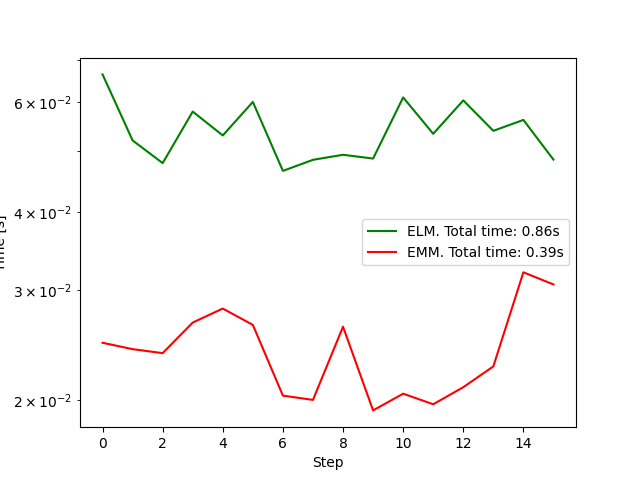 6 × 10⁻²
4 × 10⁻²
3 × 10⁻²
2 × 10⁻²
Time [s]
ELM. Total time: 0.86s
EMM. Total time: 0.39s
0 2 4 6 8 10 12 14
Step